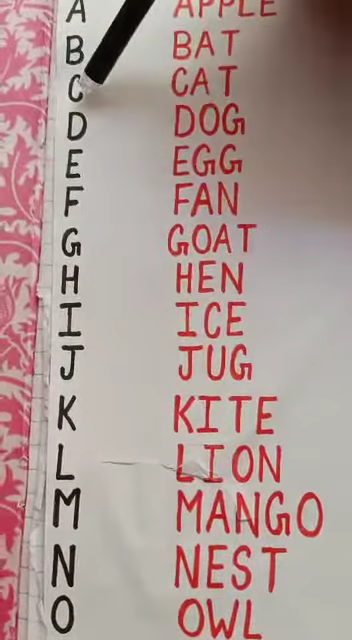 A APPLE
B BAT
C CAT
D DOG
E EGG
F FAN
G GOAT
H HEN
I ICE
J JUG
K KITE
L LION
M MANGO
N NEST
O OWL